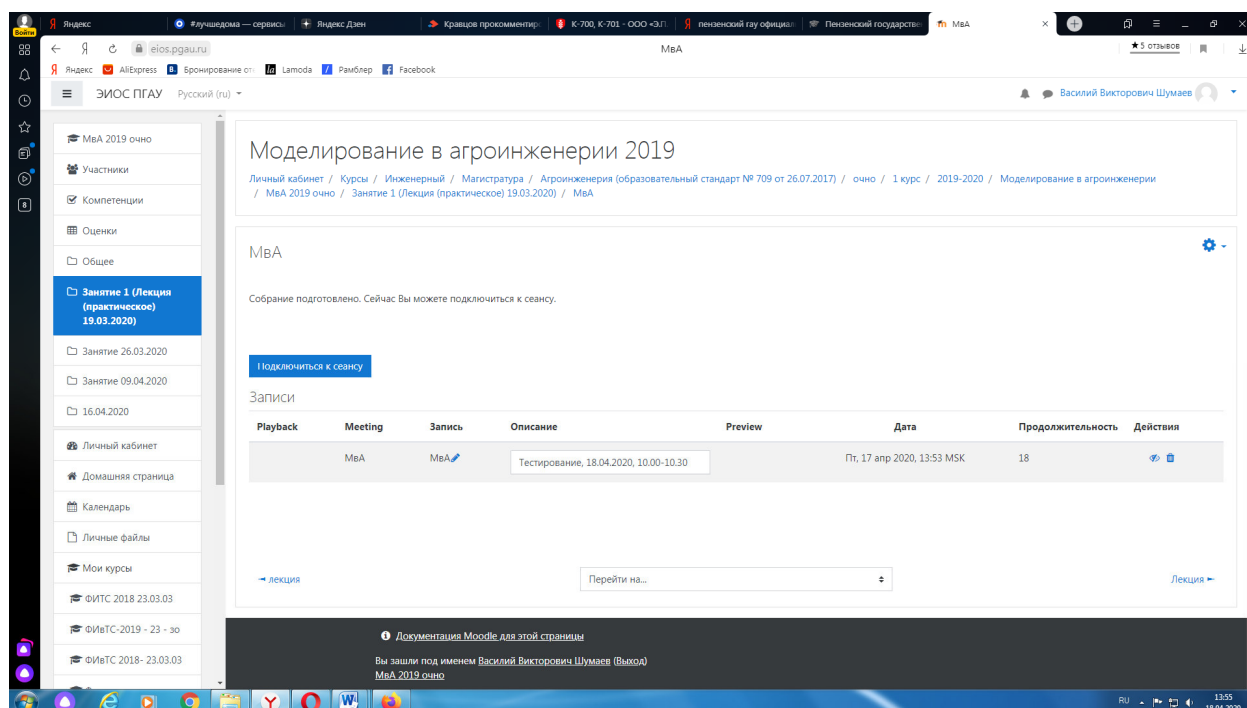 Войти
Яндекс
#лучшедома — сервисы
Яндекс Дзен
Кравцов прокомментир
К-700, К-701 - ООО «ЭЛ
пензенский гау официал
Пензенский государстве
МвА
eios.pgau.ru
МвА
★ 5 отзывов
Яндекс
AliExpress
Бронирование от
Lamoda
Рамблер
Facebook
ЭИОС ПГАУ Русский (ru)
Василий Викторович Шумаев
8
МвА 2019 очно
Участники
Компетенции
Оценки
Общее
Занятие 1 (Лекция
(практическое)
19.03.2020)
Занятие 26.03.2020
Занятие 09.04.2020
16.04.2020
Личный кабинет
Домашняя страница
Календарь
Личные файлы
Мои курсы
ФИТС 2018 23.03.03
ФИвТС-2019 - 23 - зо
ФИвТС 2018- 23.03.03
Моделирование в агроинженерии 2019
Личный кабинет / Курсы / Инженерный / Магистратура / Агроинженерия (образовательный стандарт № 709 от 26.07.2017) / очно / 1 курс / 2019-2020 / Моделирование в агроинженерии
/ МвА 2019 очно / Занятие 1 (Лекция (практическое) 19.03.2020) / МвА
МвА
Собрание подготовлено. Сейчас Вы можете подключиться к сеансу.
Подключиться к сеансу
Записи
Playback Meeting Запись Описание Preview Дата Продолжительность Действия
МвА МвА Тестирование, 18.04.2020, 10.00-10.30 Пт, 17 апр 2020, 13:53 MSK 18
◄ лекция
Перейти на...
Лекция ►
Документация Moodle для этой страницы
Вы зашли под именем Василий Викторович Шумаев (Выход)
МвА 2019 очно
RU
13:55
18.04.2020